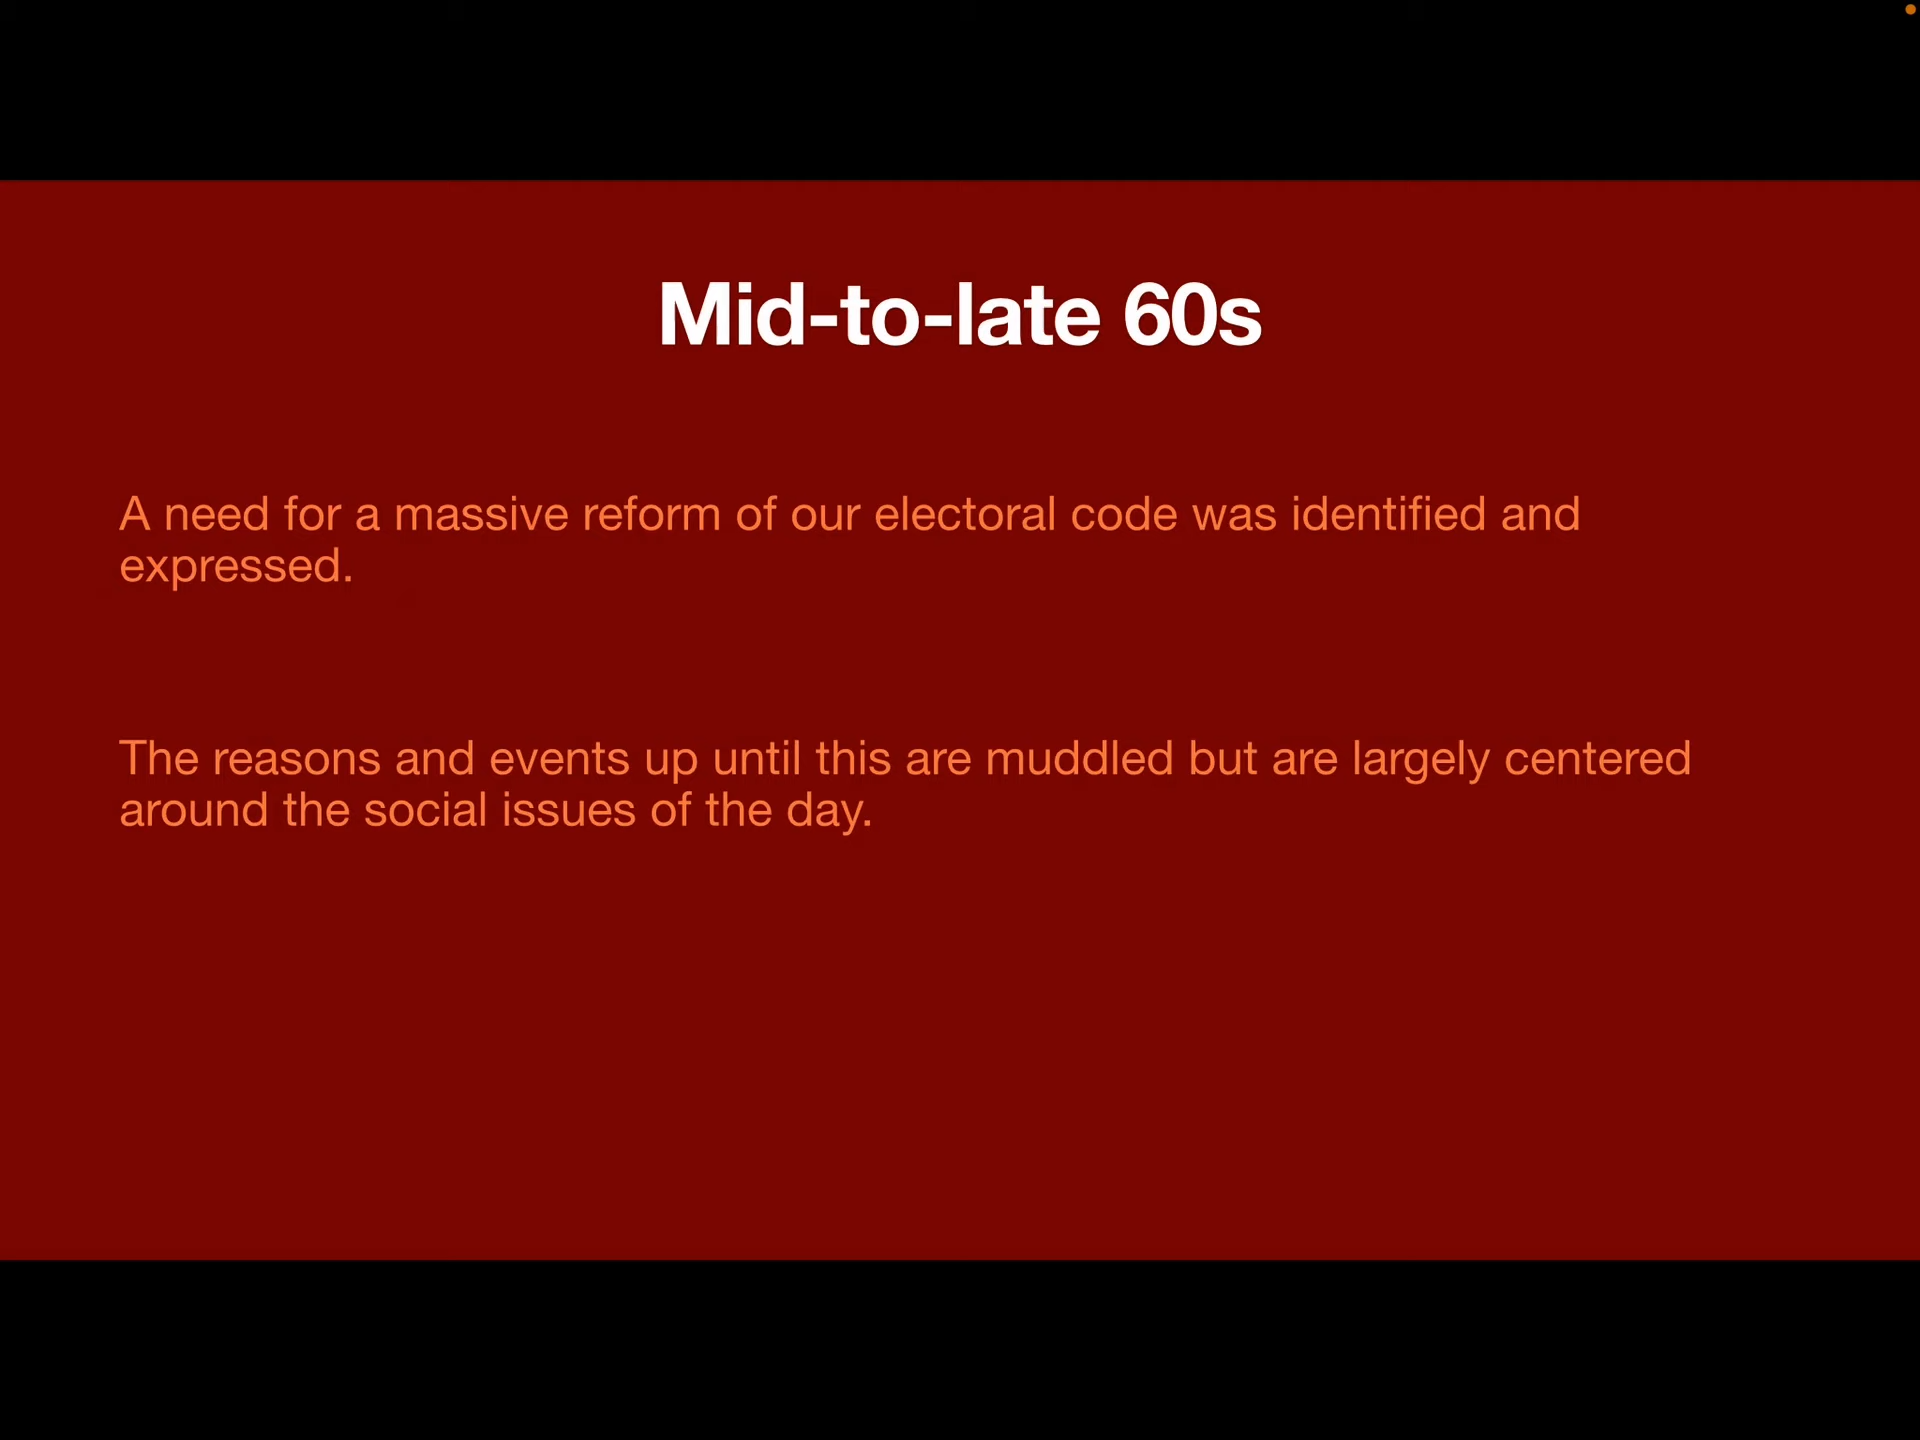 Mid-to-late 60s
A need for a massive reform of our electoral code was identified and
expressed.
The reasons and events up until this are muddled but are largely centered
around the social issues of the day.